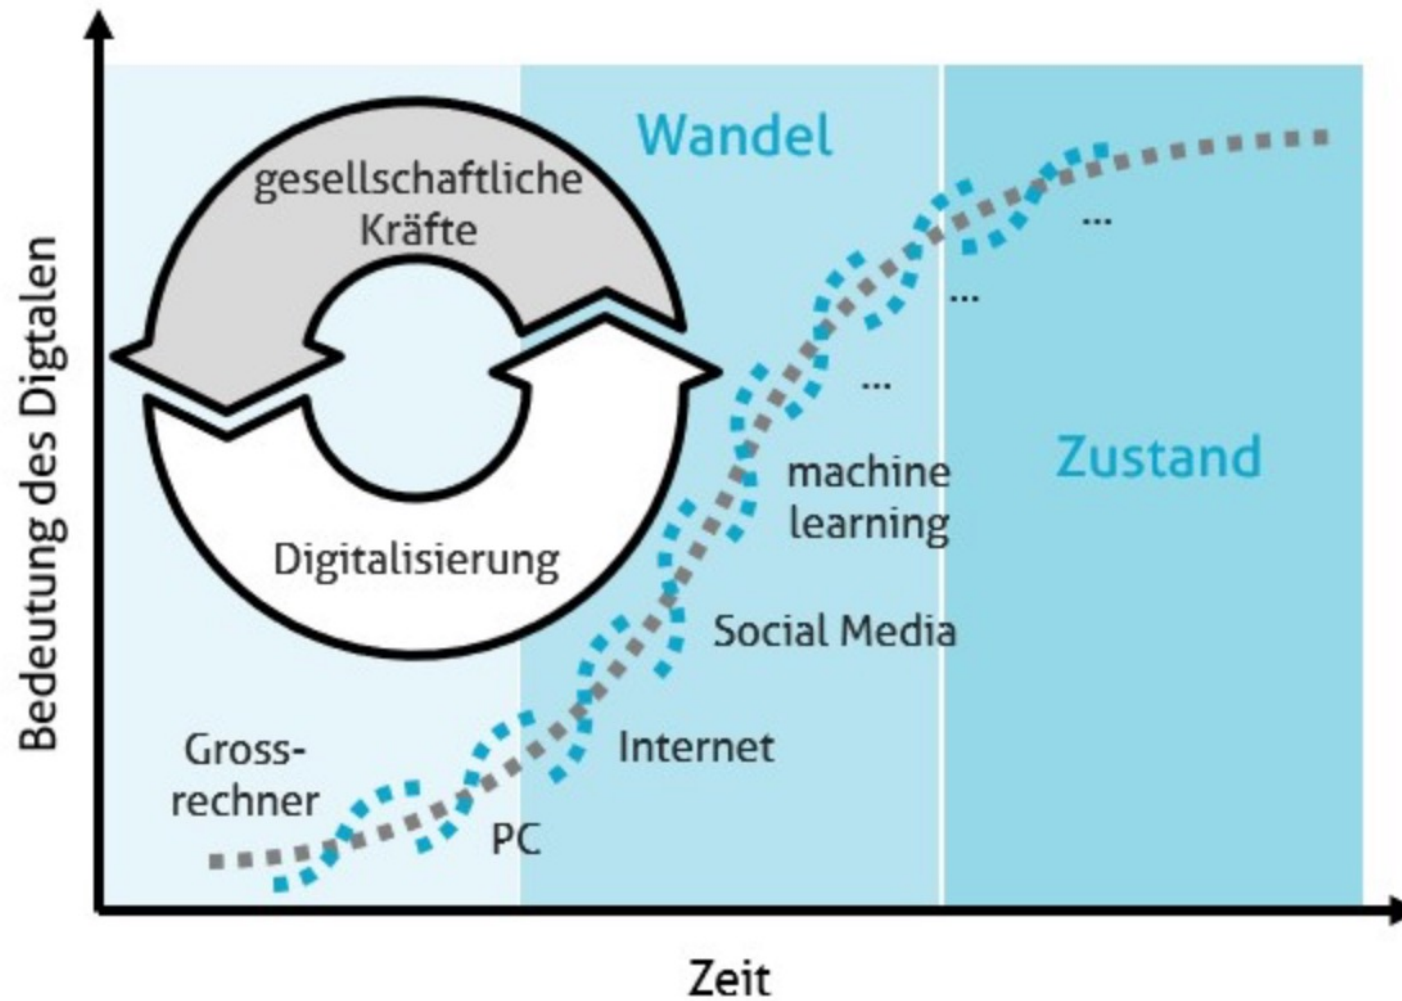 Wandel
gesellschaftliche
Kräfte
Bedeutung des Digtalen
...
...
...
Zustand
machine
learning
Digitalisierung
Social Media
Internet
Gross-
rechner
PC
Zeit